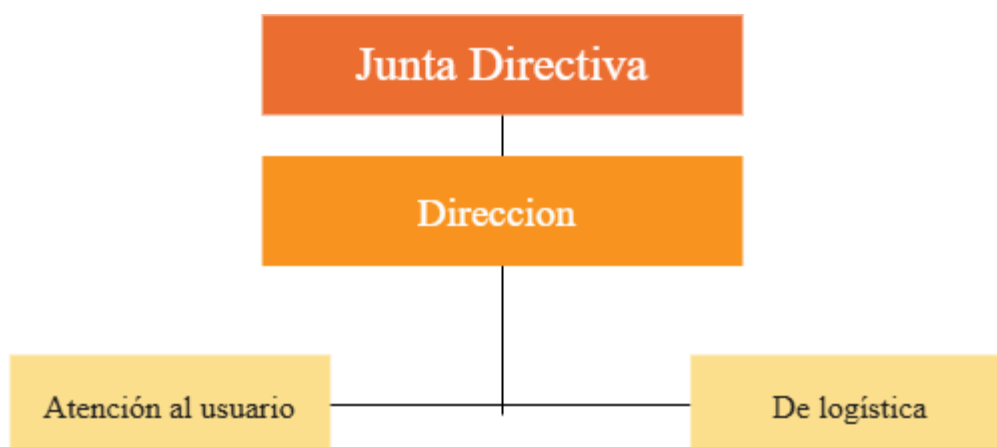 Junta Directiva
Direccion
Atención al usuario
De logística